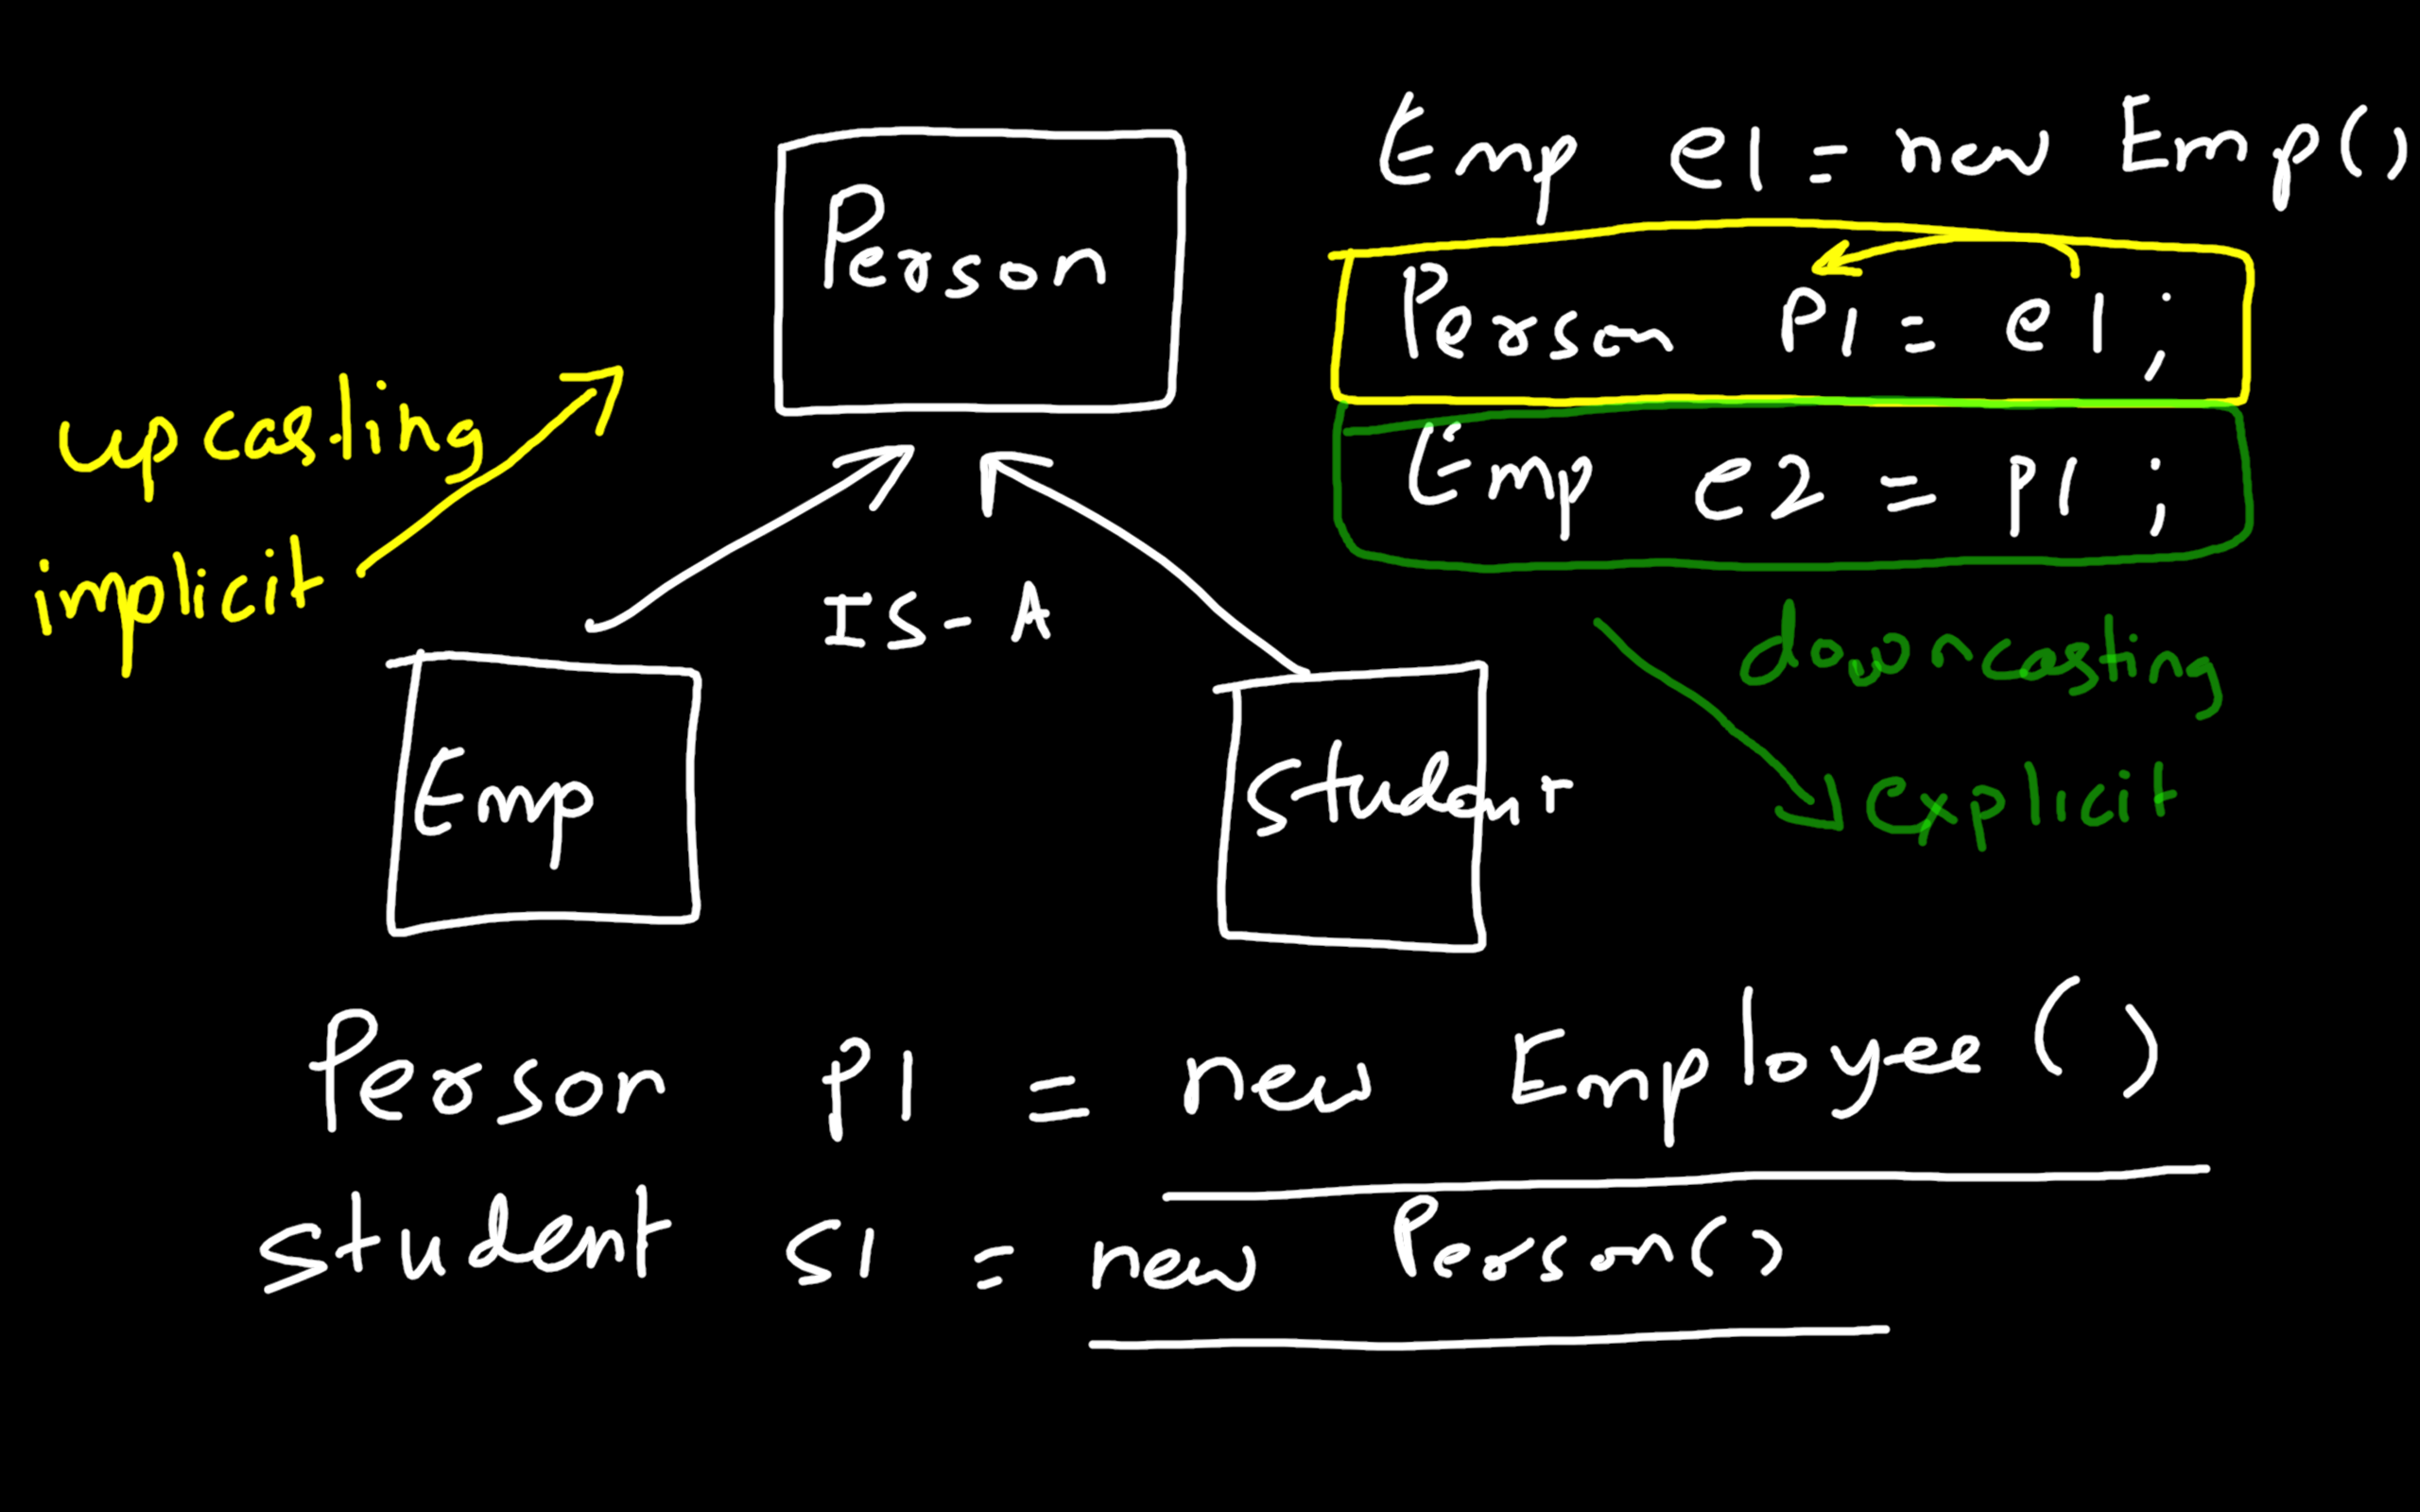 Emp e1 = new Emp()
Person
Person P1 = e1 ;
Emp e2 = p1 ;
upcasting
implicit
IS - A
downcasting
explicit
Emp
Student
Person P1 = new Employee()
Student S1 = new Person()